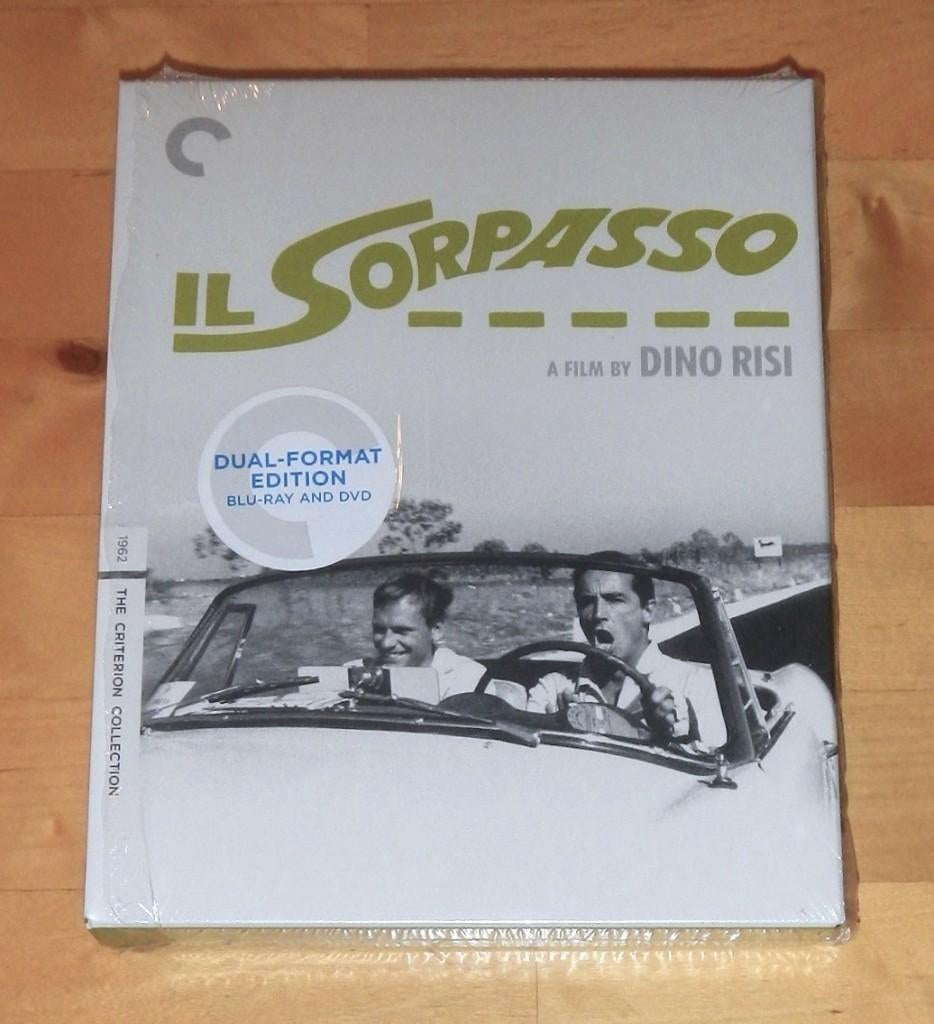 IL SORPASSO
A FILM BY DINO RISI
DUAL-FORMAT
EDITION
BLU-RAY AND DVD
1962
THE CRITERION COLLECTION